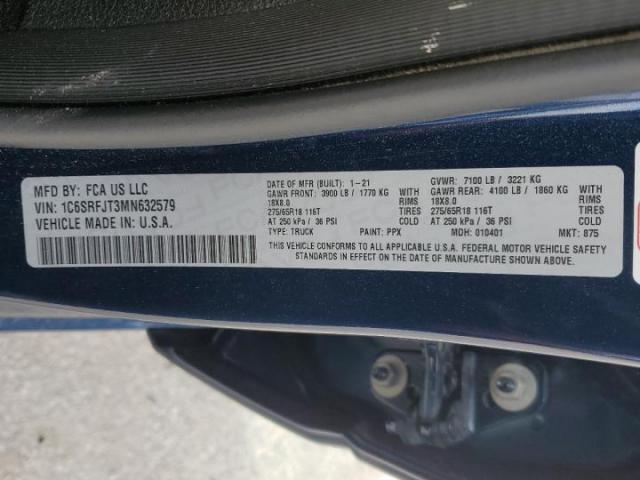 MFD BY: FCA US LLC
VIN: 1C6SRFJT3MN632579
VEHICLE MADE IN: U.S.A.
DATE OF MFR (BUILT): 1-21 GVWR: 7100 LB / 3221 KG
GAWR FRONT: 3900 LB / 1770 KG GAWR REAR: 4100 LB / 1860 KG
18X8.0 RIMS 18X8.0 RIMS
275/65R18 116T TIRES 275/65R18 116T TIRES
AT 250 kPa / 36 PSI COLD AT 250 kPa / 36 PSI COLD
TYPE: TRUCK PAINT: PPX MDH: 010401 MKT: 875
THIS VEHICLE CONFORMS TO ALL APPLICABLE U.S.A. FEDERAL MOTOR VEHICLE SAFETY
STANDARDS IN EFFECT ON THE DATE OF MANUFACTURE SHOWN ABOVE.